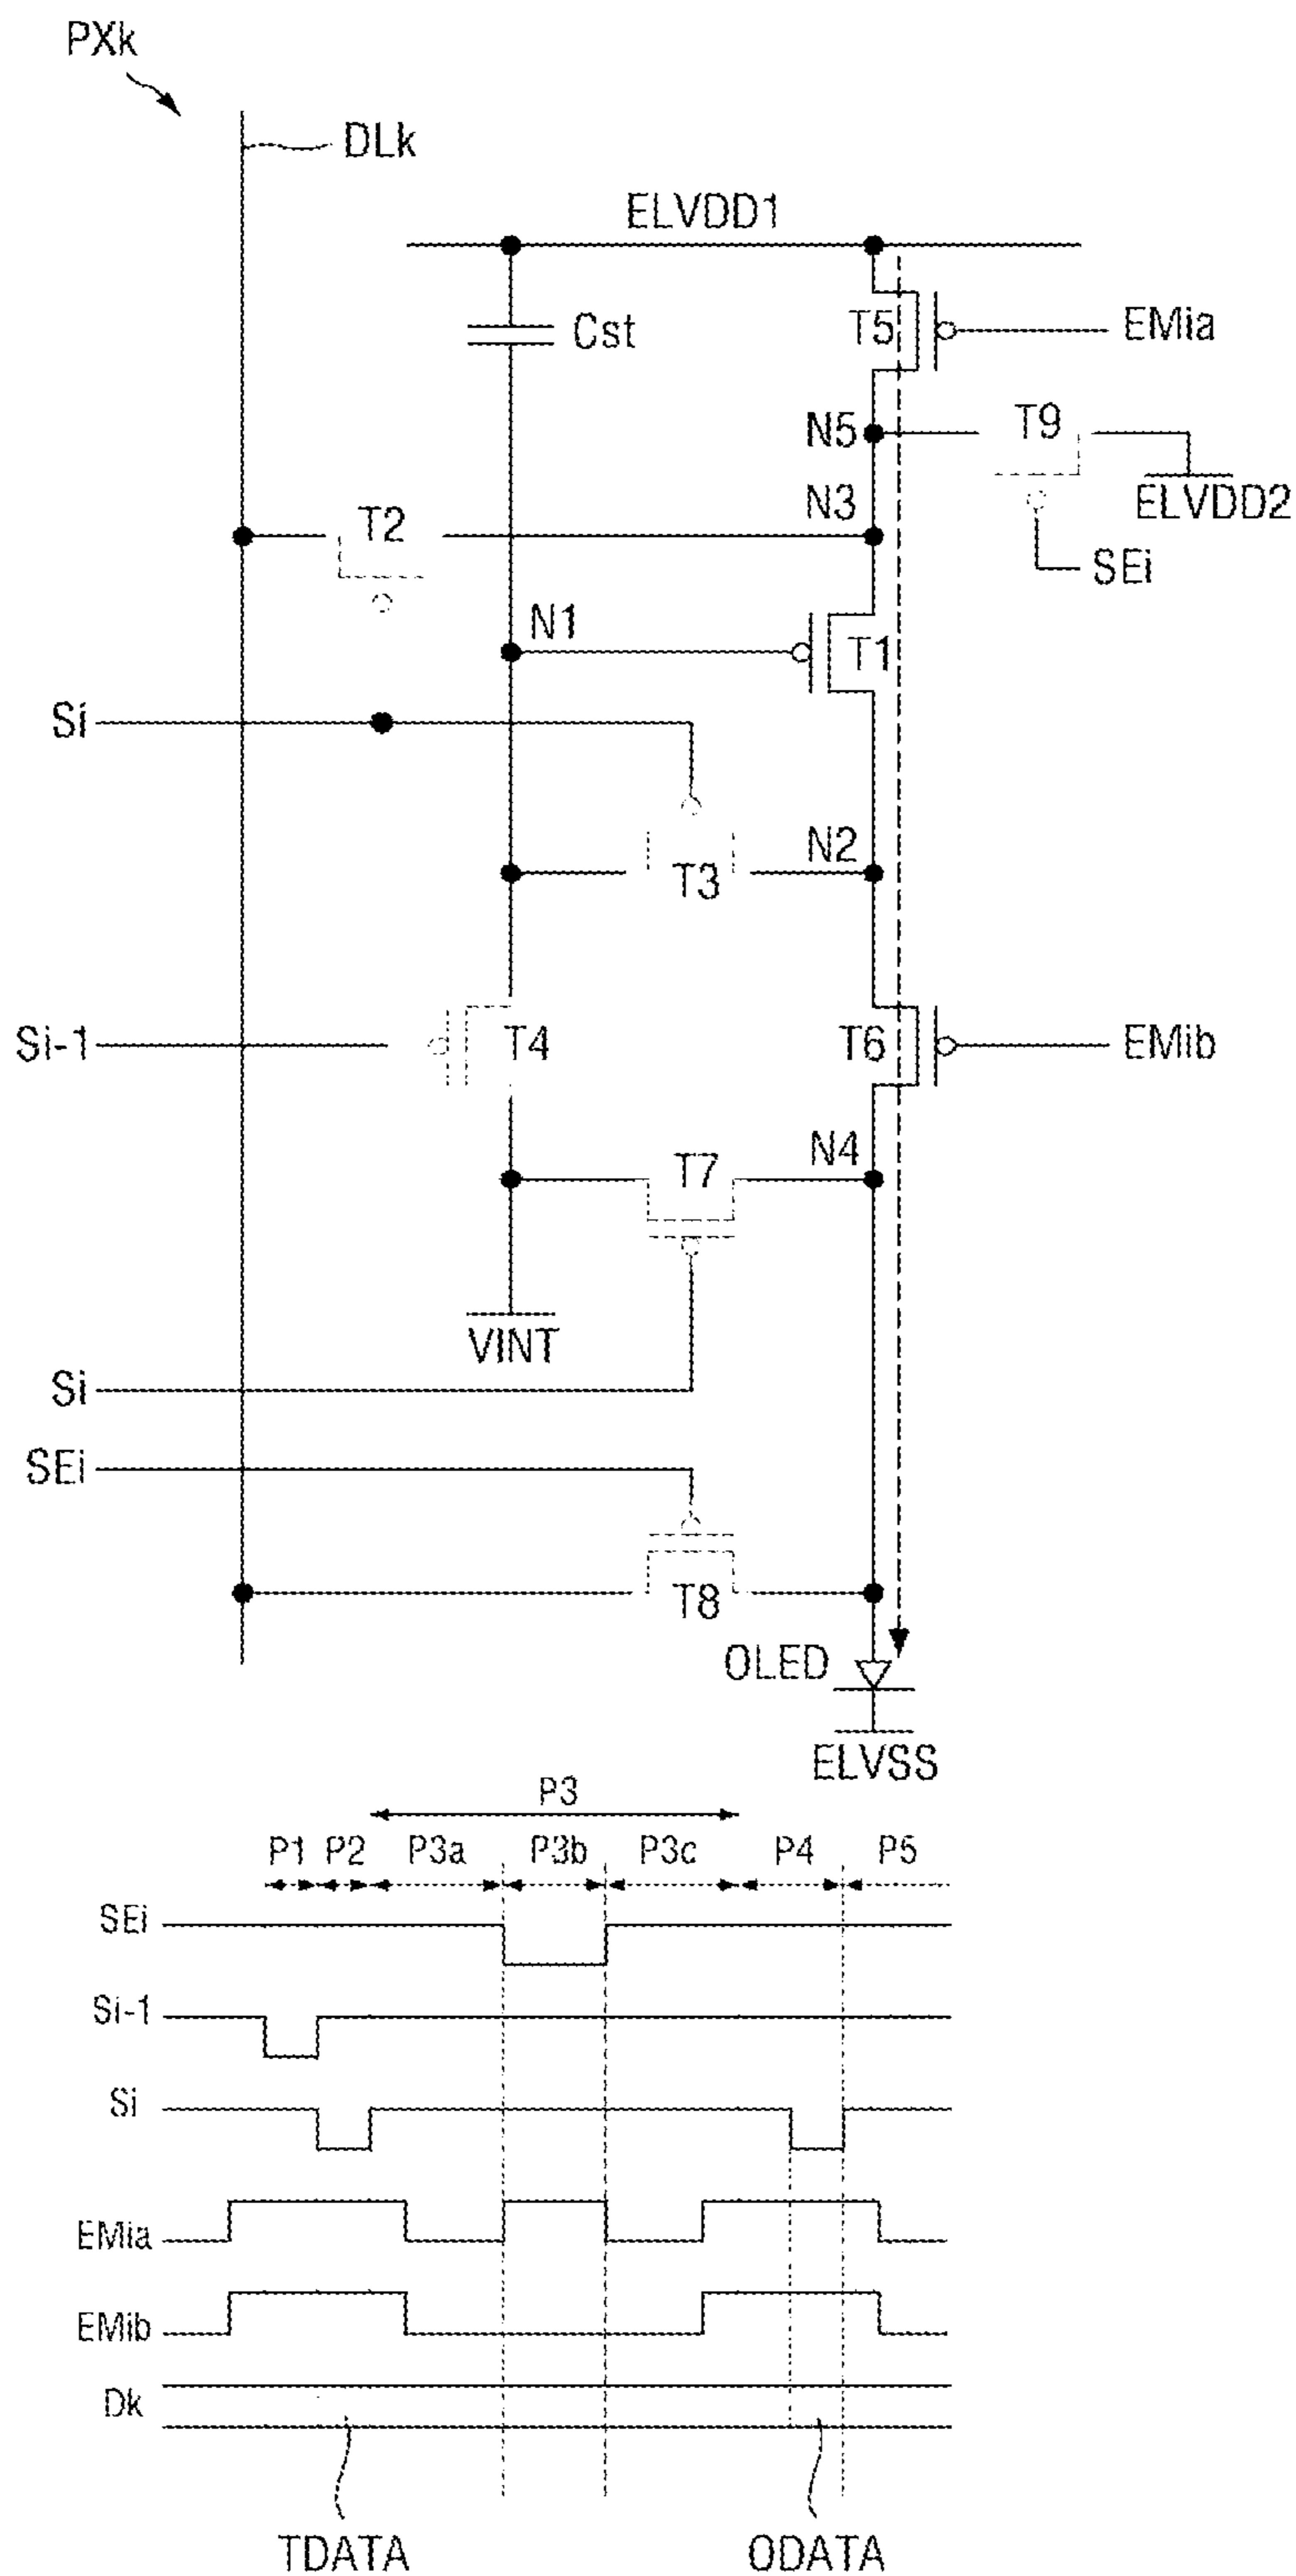 PXk
DLk
ELVDD1
Cst
T5
EMia
N5
T9
N3
ELVDD2
T2
SEi
N1
T1
Si
N2
T3
Si-1
T4
T6
EMib
N4
T7
VINT
Si
SEi
T8
OLED
ELVSS
P3
P1 P2 P3a P3b P3c P4 P5
SEi
Si-1
Si
EMia
EMib
Dk
TDATA ODATA